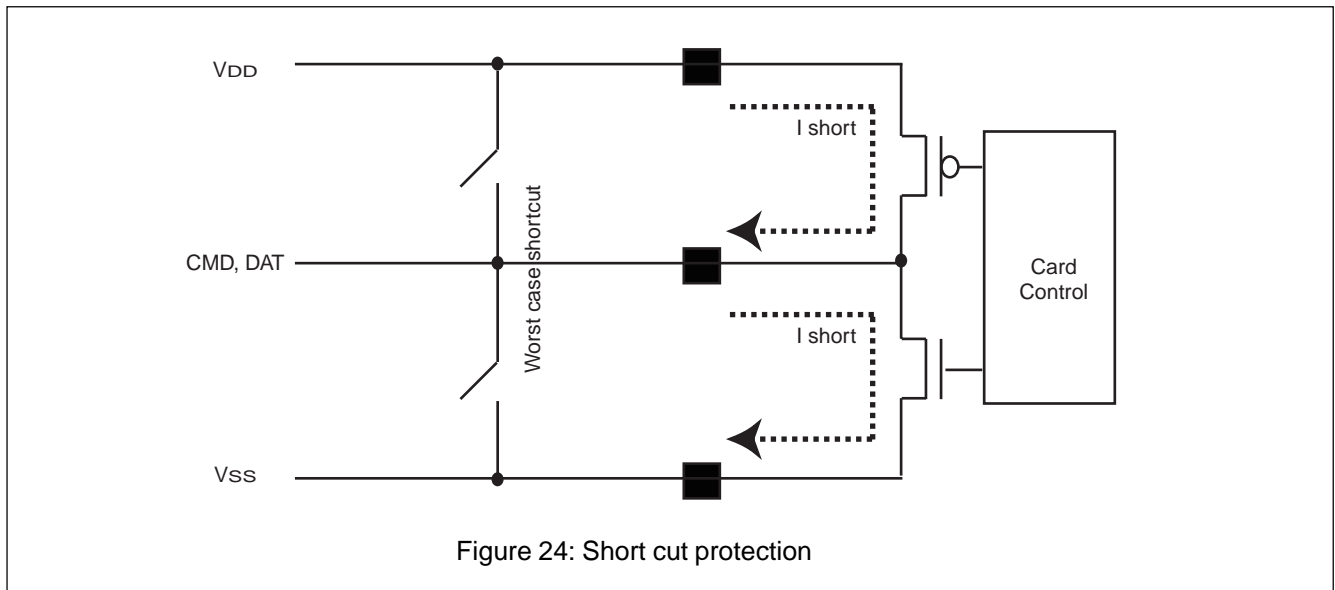 VDD
I short
Worst case shortcut
CMD, DAT
Card
Control
I short
VSS
Figure 24: Short cut protection